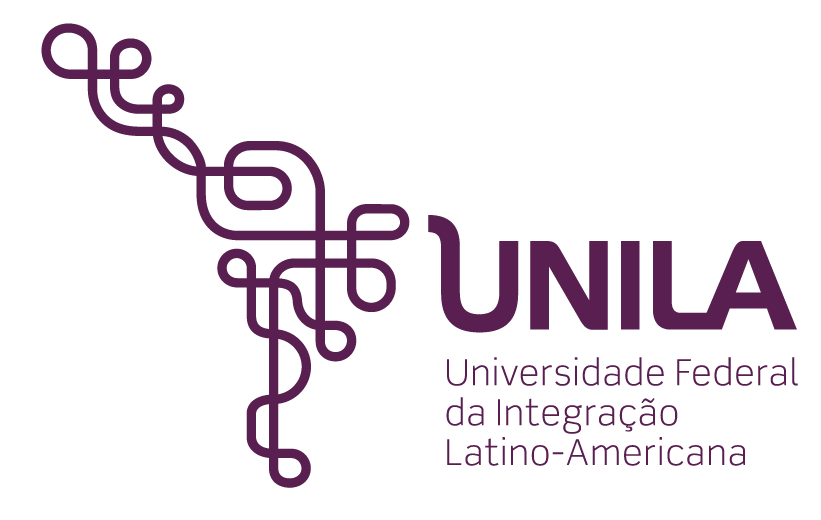 UNILA
Universidade Federal
da Integração
Latino-Americana